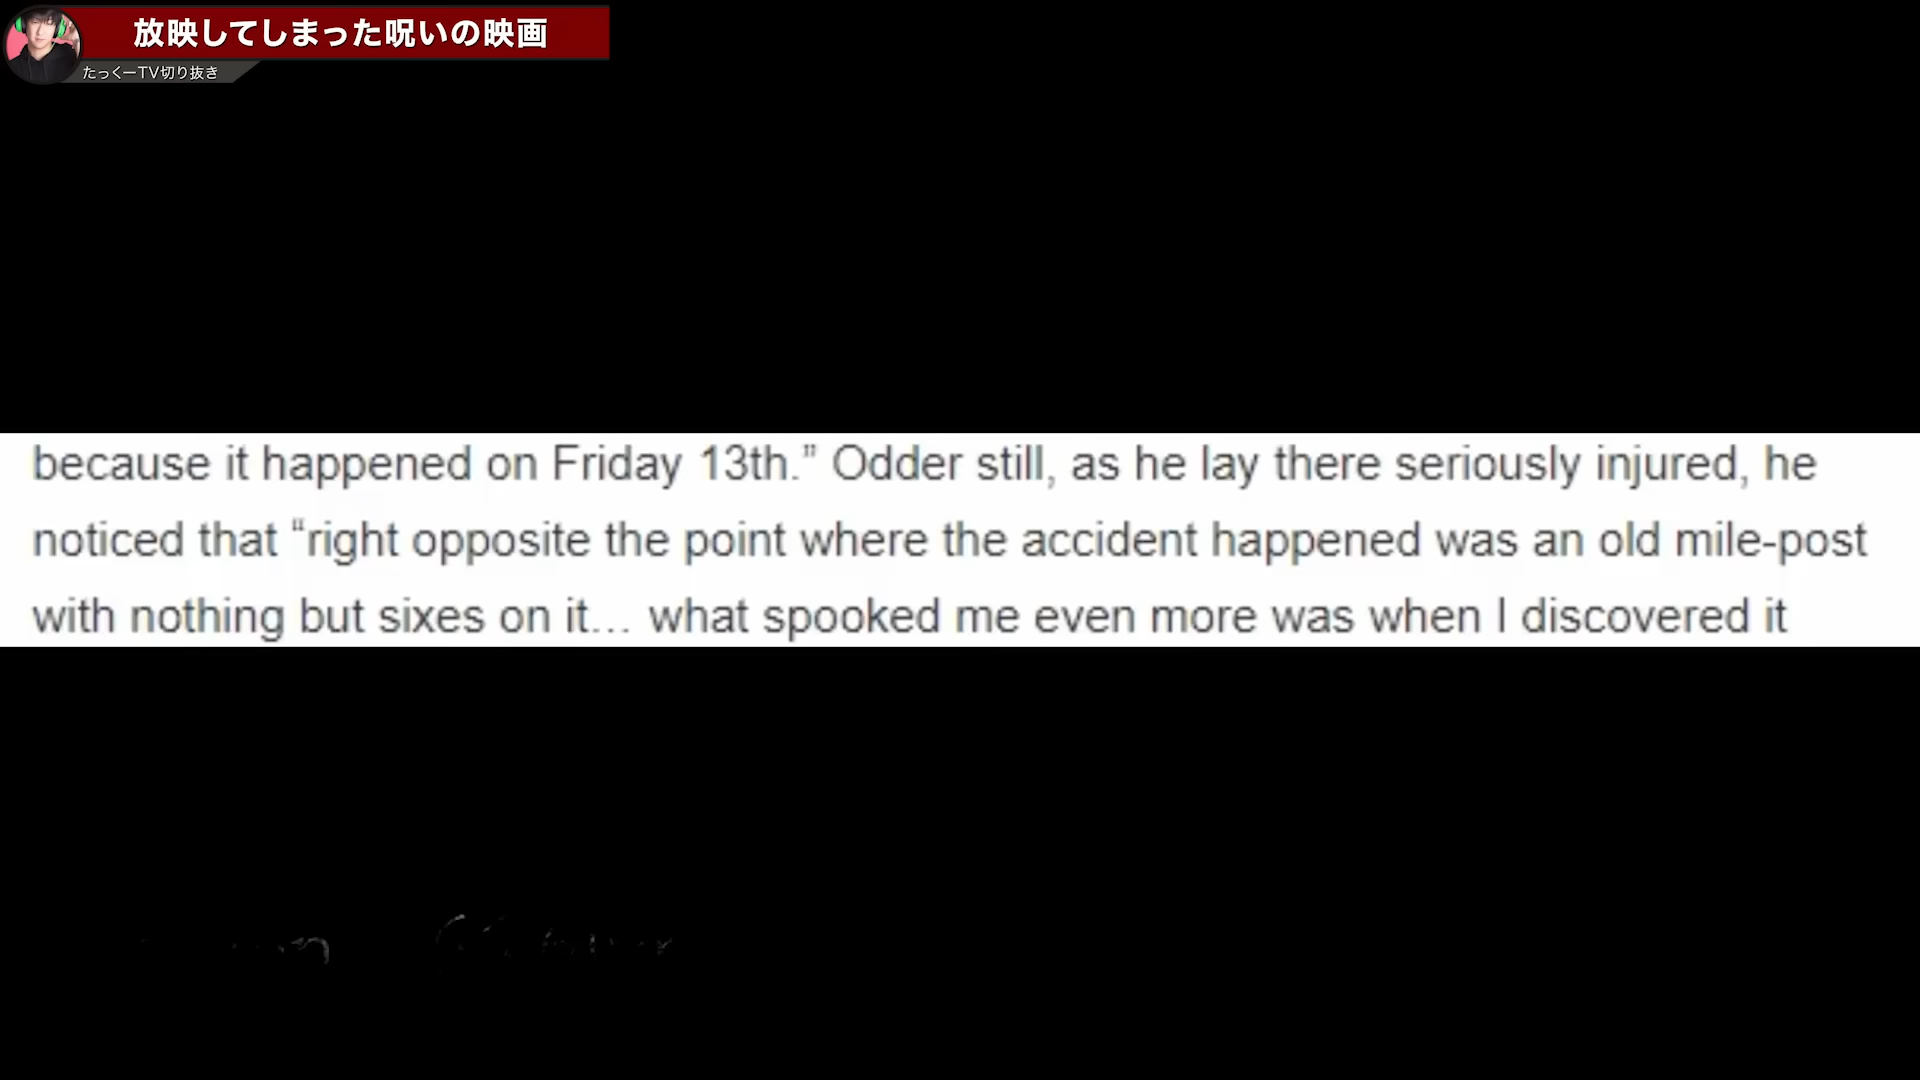 放映してしまった呪いの映画
たっくーTV切り抜き
because it happened on Friday 13th.” Odder still, as he lay there seriously injured, he
noticed that “right opposite the point where the accident happened was an old mile-post
with nothing but sixes on it... what spooked me even more was when I discovered it